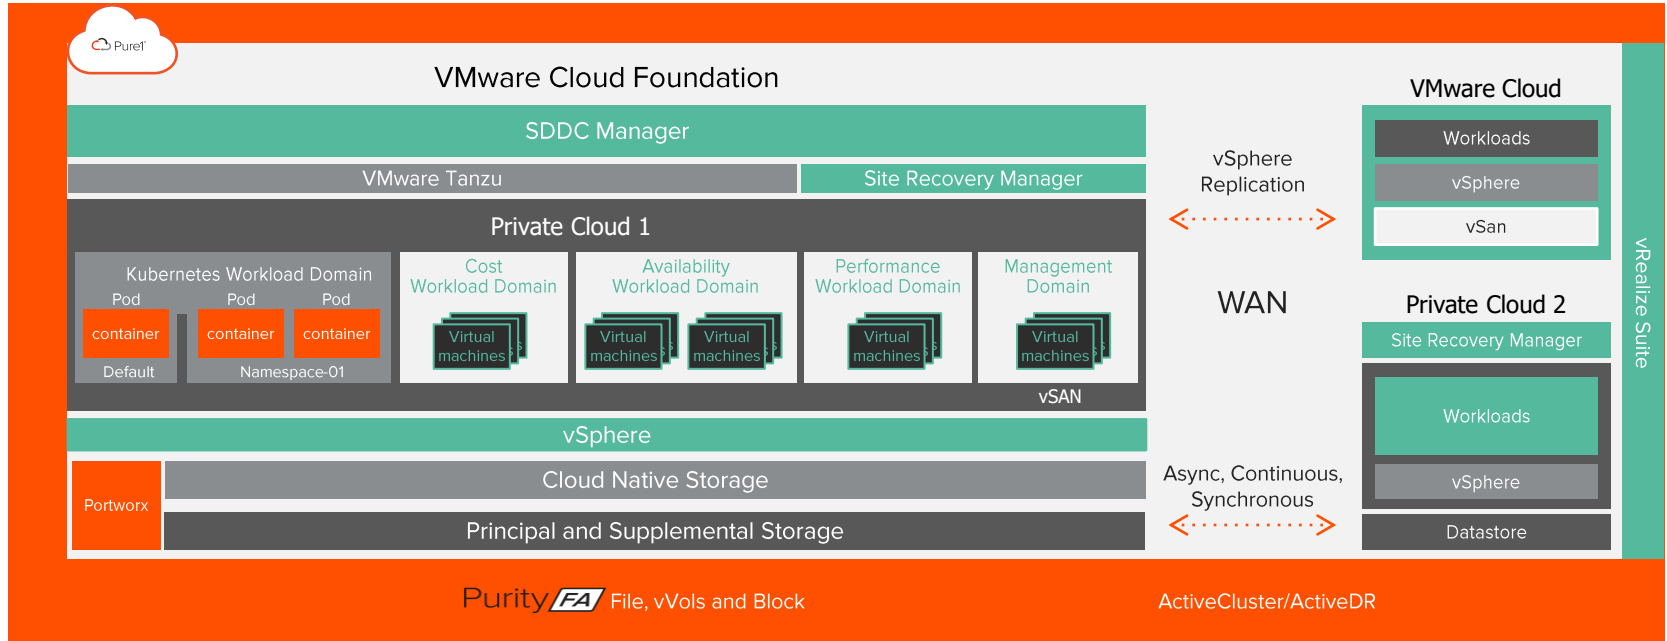 Pure1®
VMware Cloud Foundation
SDDC Manager
VMware Tanzu
Site Recovery Manager
Private Cloud 1
Kubernetes Workload Domain
Pod
Pod
Pod
container
container
container
Default
Namespace-01
Cost
Workload Domain
Virtual
machines
Availability
Workload Domain
Virtual
machines
Virtual
machines
Performance
Workload Domain
Virtual
machines
Management
Domain
Virtual
machines
vSAN
vSphere
Portworx
Cloud Native Storage
Principal and Supplemental Storage
vSphere
Replication
WAN
Async, Continuous,
Synchronous
VMware Cloud
Workloads
vSphere
vSan
Private Cloud 2
Site Recovery Manager
Workloads
vSphere
Datastore
vRealize Suite
Purity FA File, vVols and Block
ActiveCluster/ActiveDR